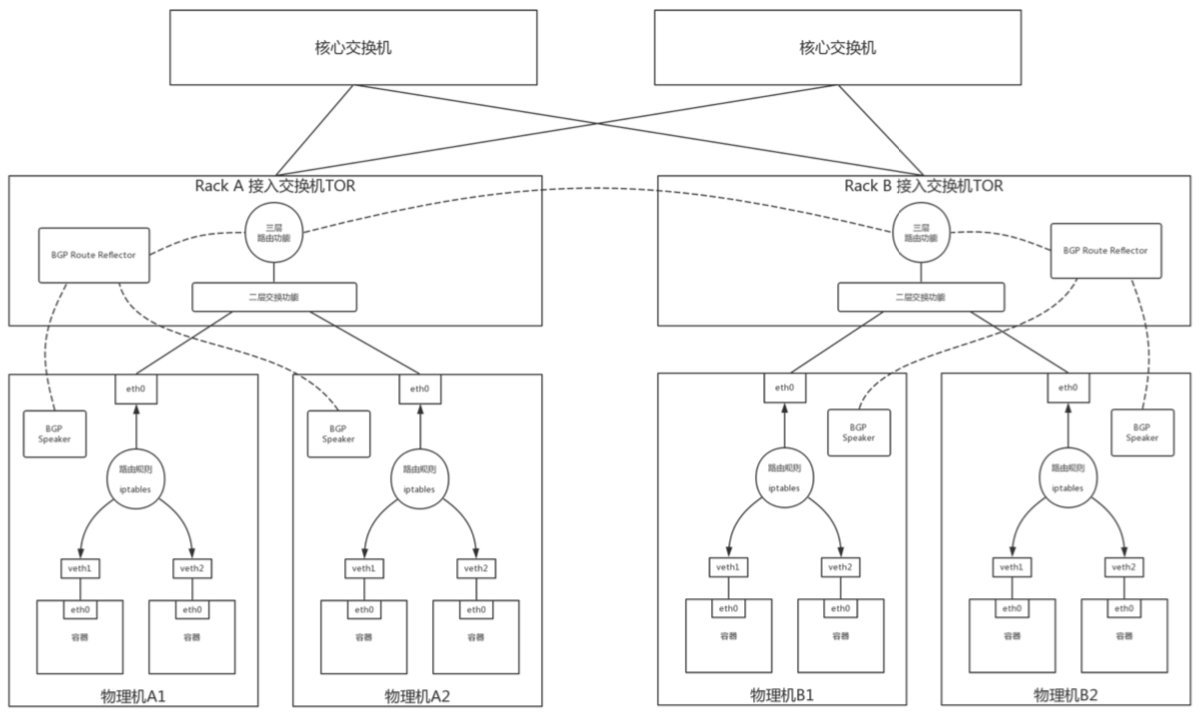 核心交换机
核心交换机
Rack A 接入交换机TOR
三层
路由功能
BGP Route Reflector
二层交换功能
Rack B 接入交换机TOR
三层
路由功能
BGP Route Reflector
二层交换功能
eth0
BGP
Speaker
路由规则
iptables
veth1
veth2
eth0
eth0
容器
容器
物理机A1
eth0
BGP
Speaker
路由规则
iptables
veth1
veth2
eth0
eth0
容器
容器
物理机A2
eth0
BGP
Speaker
路由规则
iptables
veth1
veth2
eth0
eth0
容器
容器
物理机B1
eth0
BGP
Speaker
路由规则
iptables
veth1
veth2
eth0
eth0
容器
容器
物理机B2